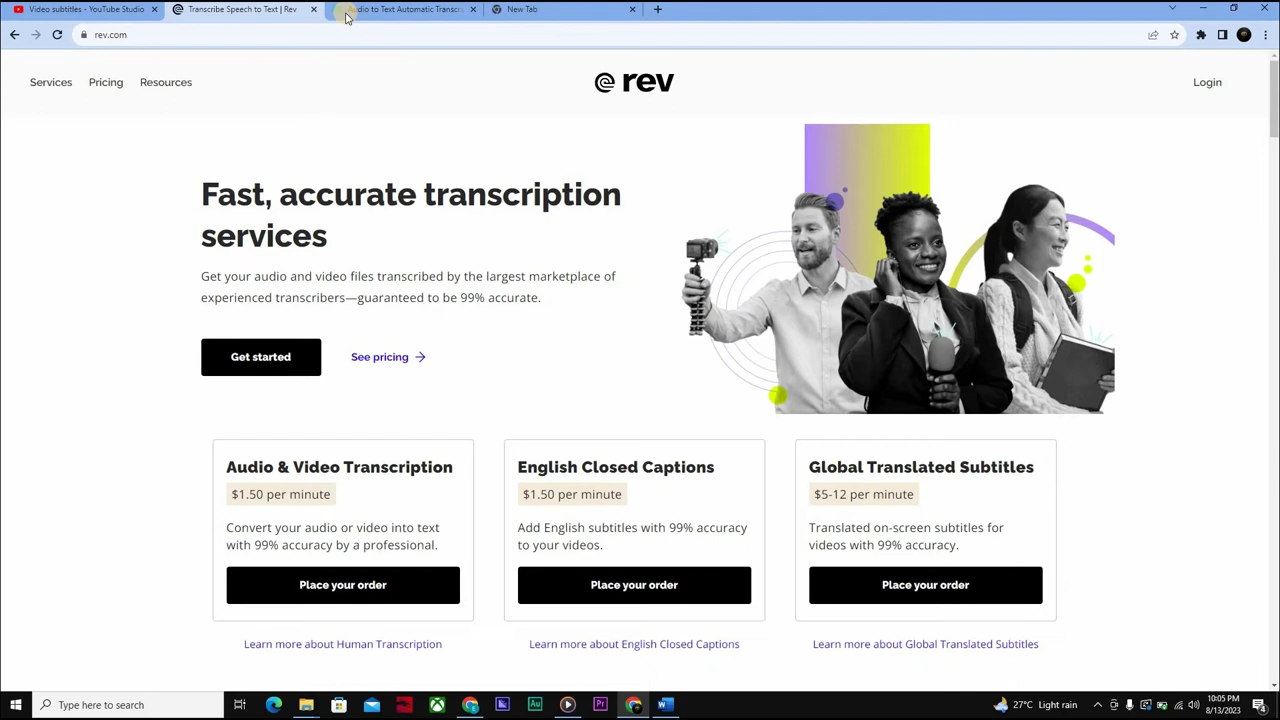 Video subtitles - YouTube Studio
Transcribe Speech to Text | Rev
Audio to Text Automatic Transcri
New Tab
rev.com
Services
Pricing
Resources
rev
Login
Fast, accurate transcription
services
Get your audio and video files transcribed by the largest marketplace of
experienced transcribers—guaranteed to be 99% accurate.
Get started
See pricing
Audio & Video Transcription
$1.50 per minute
Convert your audio or video into text
with 99% accuracy by a professional.
Place your order
Learn more about Human Transcription
English Closed Captions
$1.50 per minute
Add English subtitles with 99% accuracy
to your videos.
Place your order
Learn more about English Closed Captions
Global Translated Subtitles
$5-12 per minute
Translated on-screen subtitles for
videos with 99% accuracy.
Place your order
Learn more about Global Translated Subtitles
Type here to search
Au
Pr
27°C Light rain
10:05 PM
8/13/2023